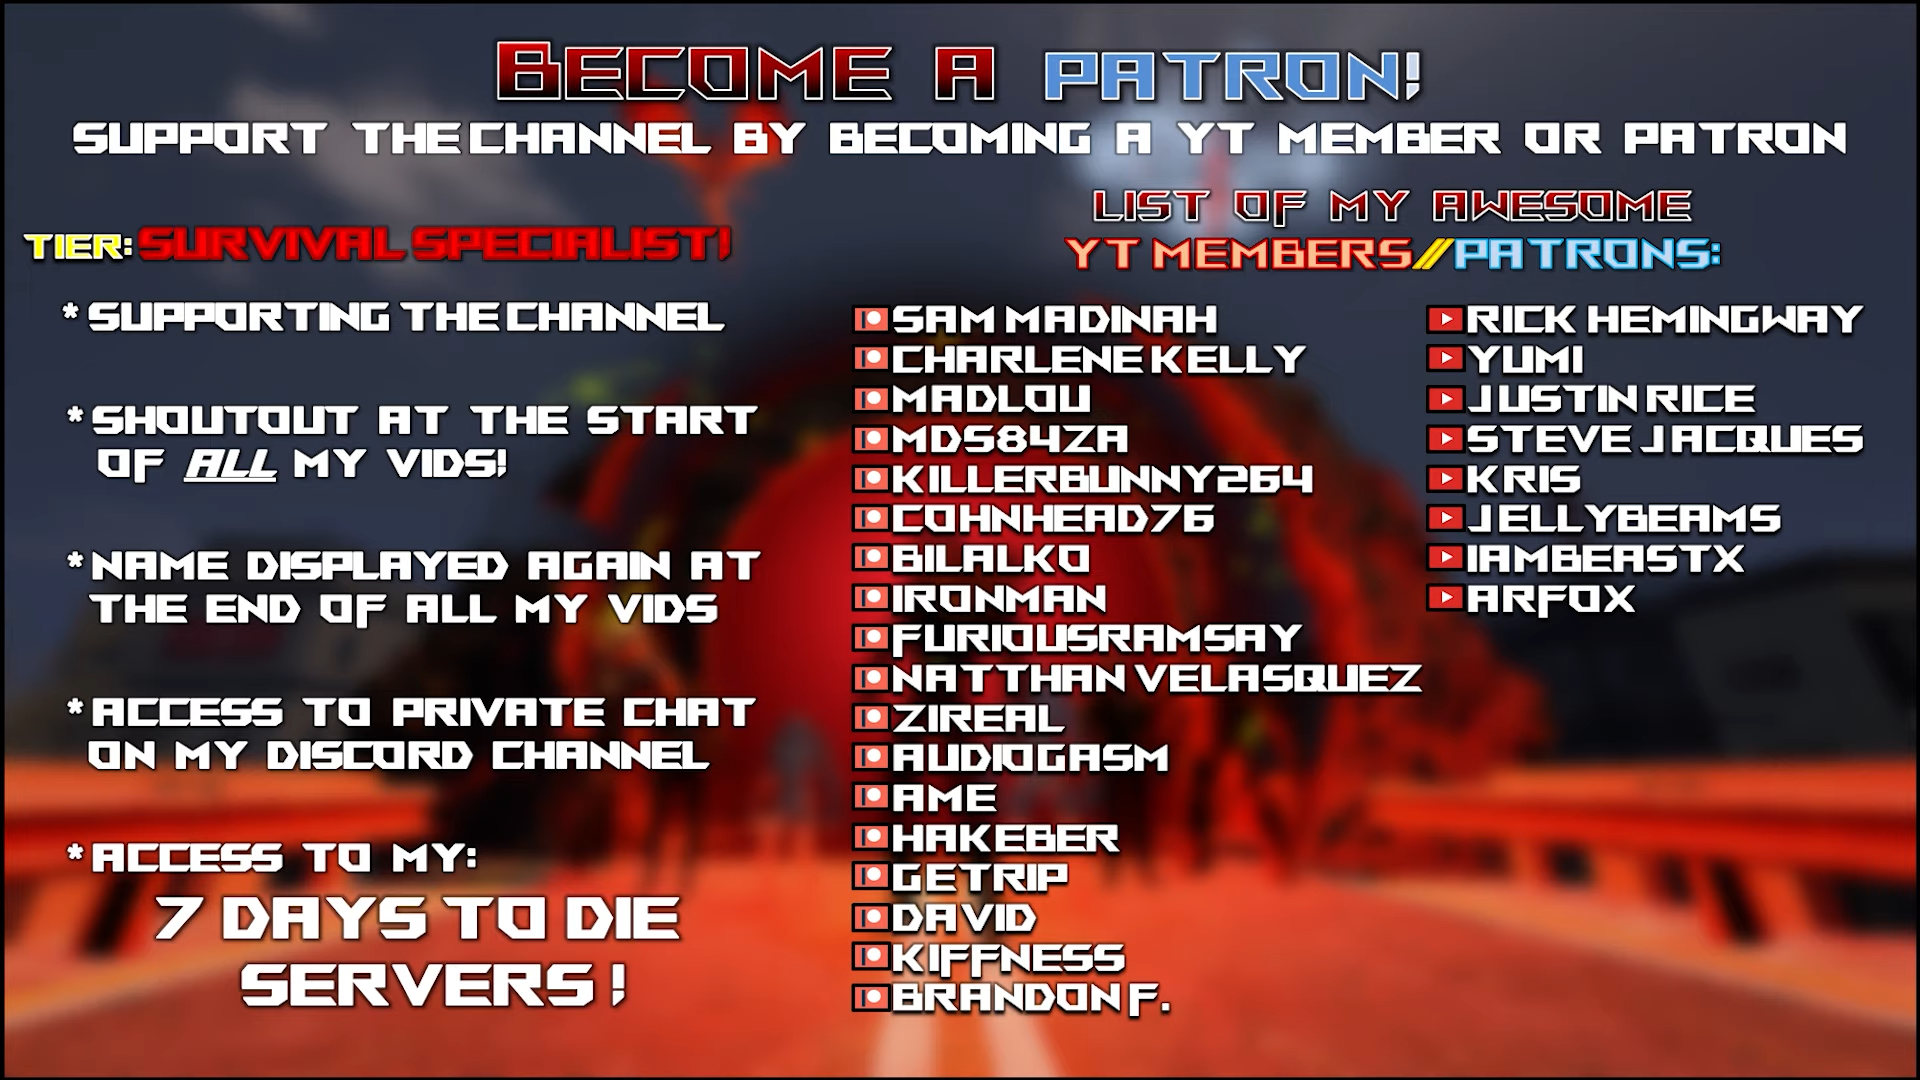 BECOME A PATRON!
SUPPORT THE CHANNEL BY BECOMING A YT MEMBER OR PATRON
TIER: SURVIVAL SPECIALIST!
* SUPPORTING THE CHANNEL
* SHOUTOUT AT THE START
OF ALL MY VIDS!
* NAME DISPLAYED AGAIN AT
THE END OF ALL MY VIDS
* ACCESS TO PRIVATE CHAT
ON MY DISCORD CHANNEL
* ACCESS TO MY:
7 DAYS TO DIE
SERVERS !
LIST OF MY AWESOME
YT MEMBERS//PATRONS:
SAM MADINAH
CHARLENE KELLY
MADLOU
MDS84ZA
KILLERBUNNY264
COHNHEAD76
BILALKO
IRONMAN
FURIOUSRAMSAY
NATTHAN VELASQUEZ
ZIREAL
AUDIOGASM
AME
HAKEBER
GETRIP
DAVID
KIFFNESS
BRANDON F.
RICK HEMINGWAY
YUMI
JUSTIN RICE
STEVE JACQUES
KRIS
JELLYBEAMS
IAMBEASTX
ARFOX